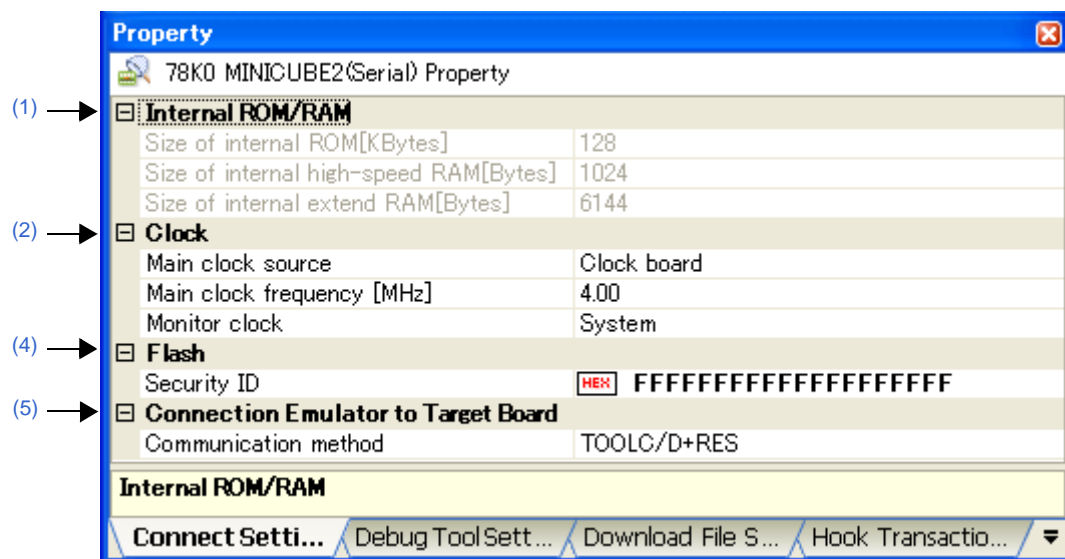 Property
78K0 MINICUBE2(Serial) Property
(1) Internal ROM/RAM
Size of internal ROM[KBytes] 128
Size of internal high-speed RAM[Bytes] 1024
Size of internal extend RAM[Bytes] 6144
(2) Clock
Main clock source Clock board
Main clock frequency [MHz] 4.00
Monitor clock System
(4) Flash
Security ID HEX FFFFFFFFFFFFFFFFFFFF
(5) Connection Emulator to Target Board
Communication method TOOLC/D+RES
Internal ROM/RAM
Connect Setti... Debug Tool Sett... Download File S... Hook Transactio...